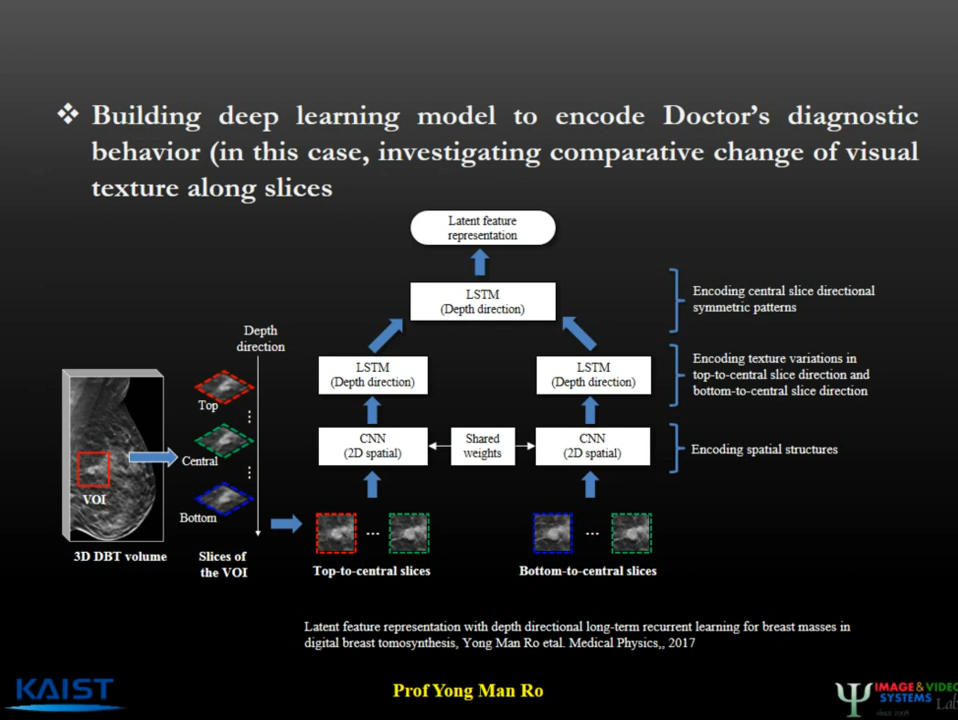 ❖ Building deep learning model to encode Doctor's diagnostic
behavior (in this case, investigating comparative change of visual
texture along slices
Latent feature
representation
LSTM
(Depth direction)
Encoding central slice directional
symmetric patterns
Depth
direction
LSTM
(Depth direction)
LSTM
(Depth direction)
Encoding texture variations in
top-to-central slice direction and
bottom-to-central slice direction
Top
⋮
CNN
(2D spatial)
Shared
weights
CNN
(2D spatial)
Encoding spatial structures
Central
⋮
VOI
Bottom
...
...
3D DBT volume
Slices of
the VOI
Top-to-central slices
Bottom-to-central slices
Latent feature representation with depth directional long-term recurrent learning for breast masses in
digital breast tomosynthesis, Yong Man Ro etal. Medical Physics,, 2017
KAIST
Prof Yong Man Ro
IMAGE & VIDEO
SYSTEMS Lab
since 1998